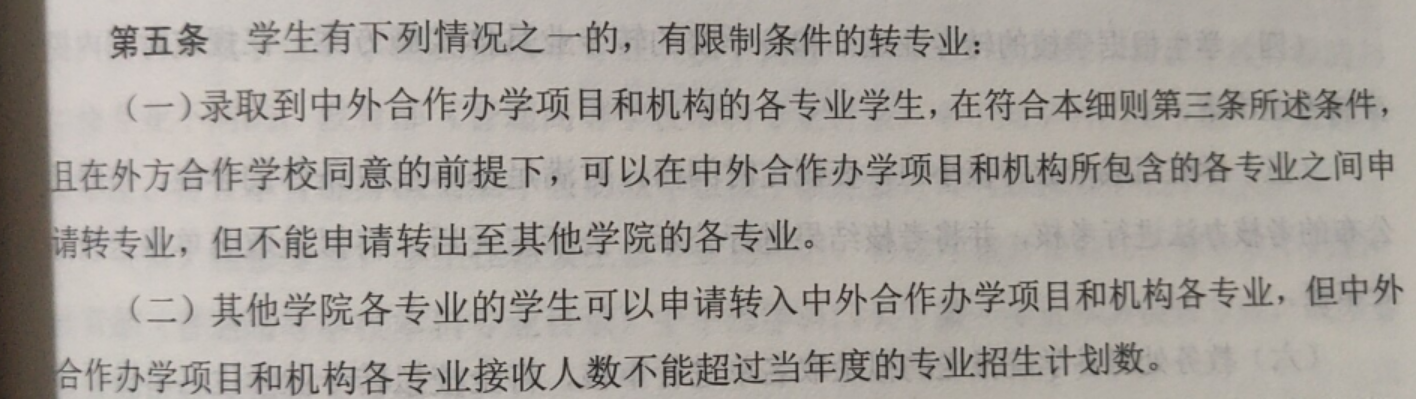 第五条 学生有下列情况之一的，有限制条件的转专业：
（一）录取到中外合作办学项目和机构的各专业学生，在符合本细则第三条所述条件，
且在外方合作学校同意的前提下，可以在中外合作办学项目和机构所包含的各专业之间申
请转专业，但不能申请转出至其他学院的各专业。
（二）其他学院各专业的学生可以申请转入中外合作办学项目和机构各专业，但中外
合作办学项目和机构各专业接收人数不能超过当年度的专业招生计划数。